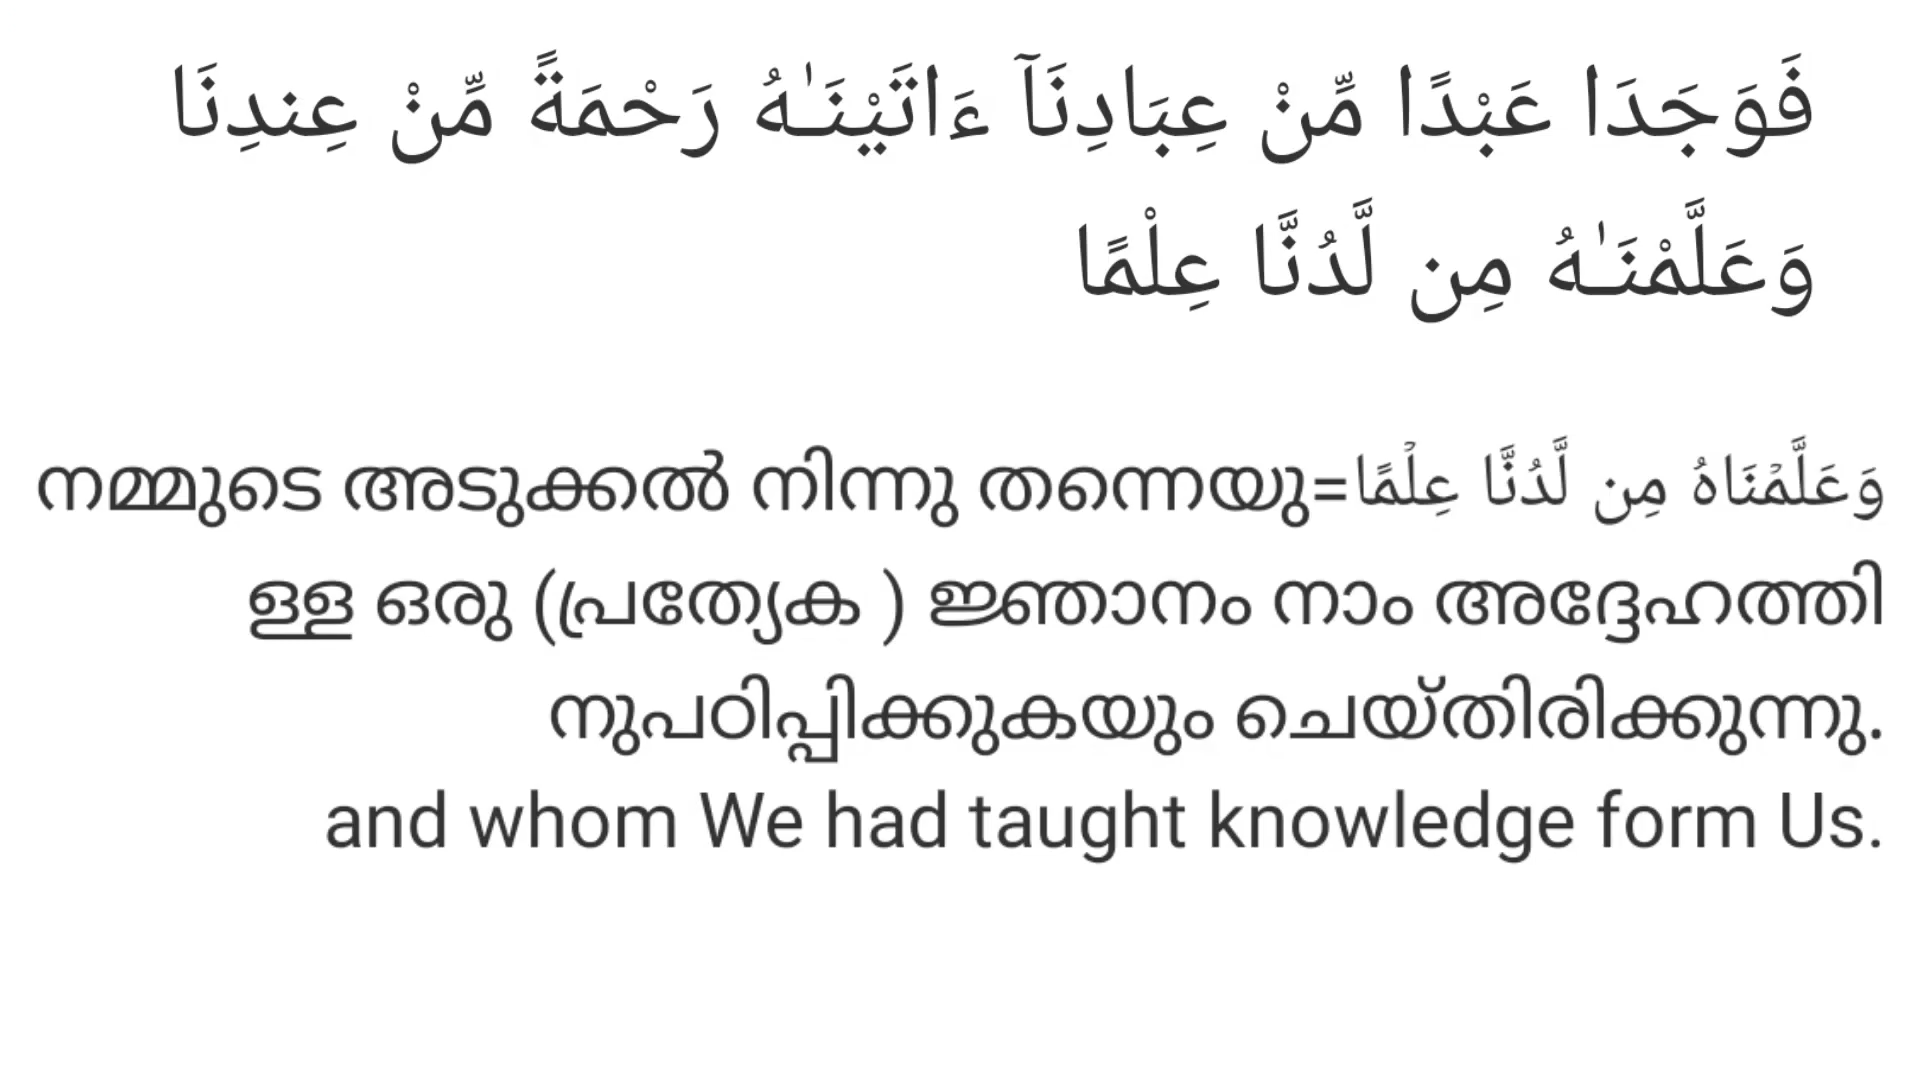 فَوَجَدَا عَبْدًا مِّنْ عِبَادِنَآ ءَاتَيْنَـٰهُ رَحْمَةً مِّنْ عِندِنَا
وَعَلَّمْنَـٰهُ مِن لَّدُنَّا عِلْمًا
وَعَلَّمْنَاهُ مِن لَّدُنَّا عِلْمًا=നമ്മുടെ അടുക്കൽ നിന്നു തന്നെയു
ള്ള ഒരു (പ്രത്യേക ) ജ്ഞാനം നാം അദ്ദേഹത്തി
നുപഠിപ്പിക്കുകയും ചെയ്തിരിക്കുന്നു.
and whom We had taught knowledge form Us.